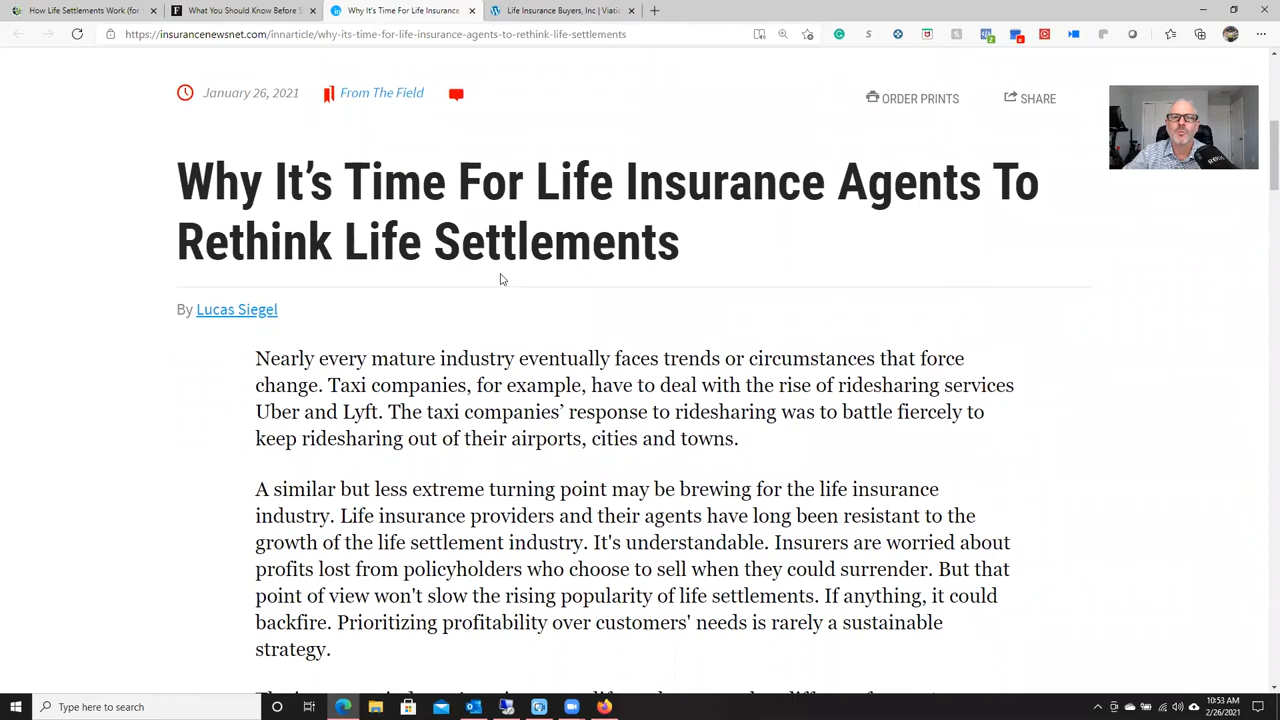 How Life Settlements Work (for
What You Should Know Before S
Why It's Time For Life Insurance
Life Insurance Buyers, Inc | Viatic
https://insurancenewsnet.com/innarticle/why-its-time-for-life-insurance-agents-to-rethink-life-settlements
January 26, 2021
From The Field
ORDER PRINTS
SHARE
Why It’s Time For Life Insurance Agents To
Rethink Life Settlements
By Lucas Siegel
Nearly every mature industry eventually faces trends or circumstances that force
change. Taxi companies, for example, have to deal with the rise of ridesharing services
Uber and Lyft. The taxi companies’ response to ridesharing was to battle fiercely to
keep ridesharing out of their airports, cities and towns.
A similar but less extreme turning point may be brewing for the life insurance
industry. Life insurance providers and their agents have long been resistant to the
growth of the life settlement industry. It's understandable. Insurers are worried about
profits lost from policyholders who choose to sell when they could surrender. But that
point of view won't slow the rising popularity of life settlements. If anything, it could
backfire. Prioritizing profitability over customers' needs is rarely a sustainable
strategy.
Type here to search
10:53 AM
2/26/2021